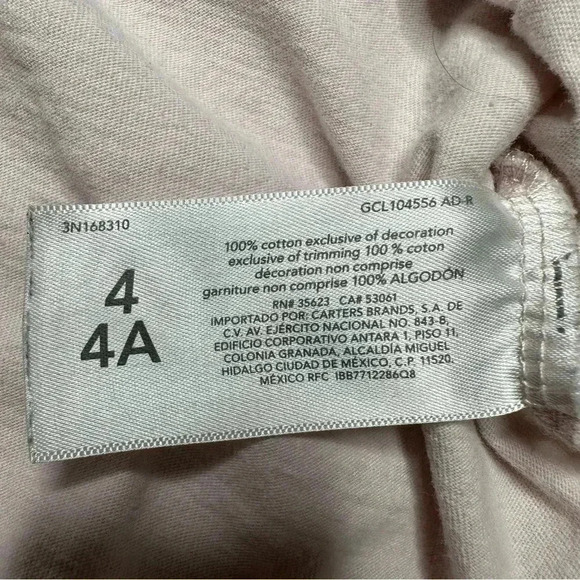 3N168310
GCL104556 AD-R
4
4A
100% cotton exclusive of decoration
exclusive of trimming 100 % coton
décoration non comprise
garniture non comprise 100% ALGODÓN
RN# 35623 CA# 53061
IMPORTADO POR: CARTERS BRANDS, S.A. DE
C.V. AV. EJÉRCITO NACIONAL NO. 843-B,
EDIFICIO CORPORATIVO ANTARA 1, PISO 11,
COLONIA GRANADA, ALCALDÍA MIGUEL
HIDALGO CIUDAD DE MÉXICO, C.P. 11520.
MÉXICO RFC IBB7712286Q8